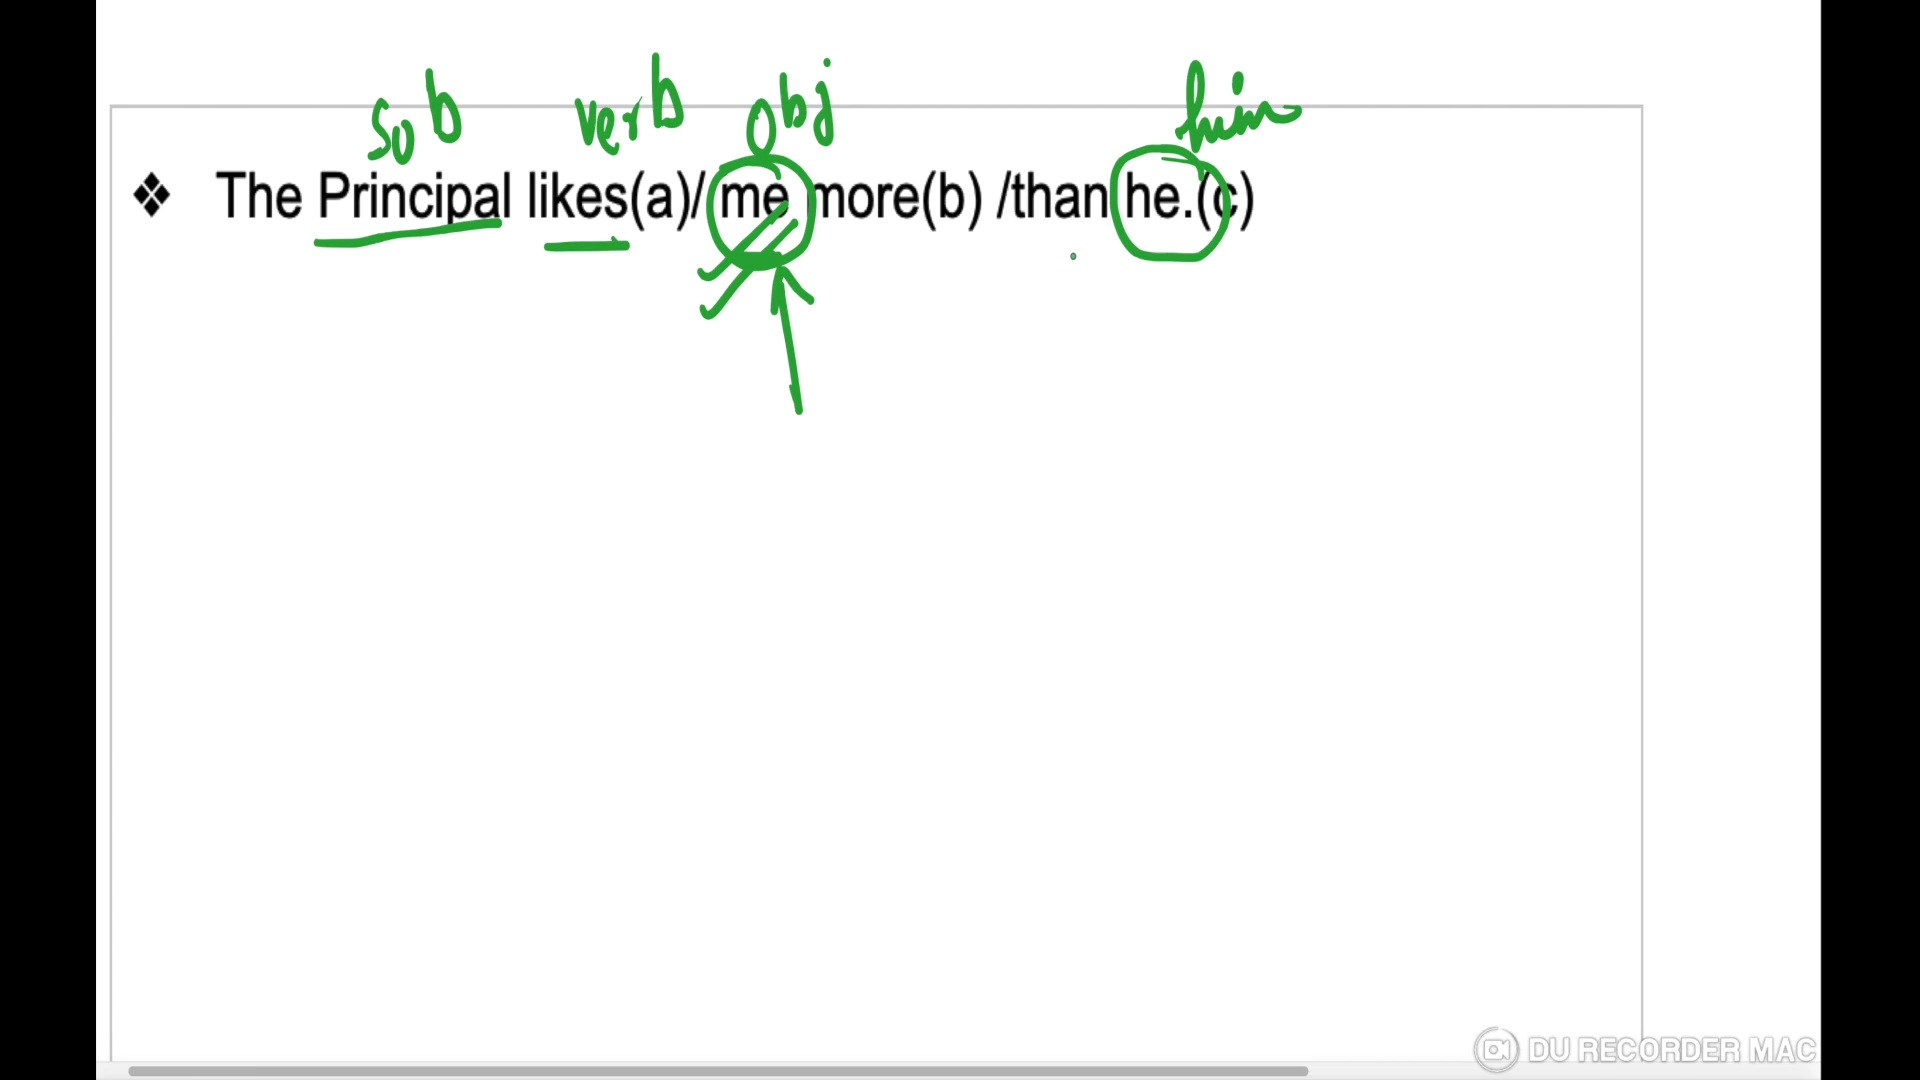 sub verb obj him
❖ The Principal likes(a)/ me more(b) /than he.(c)
DU RECORDER MAC